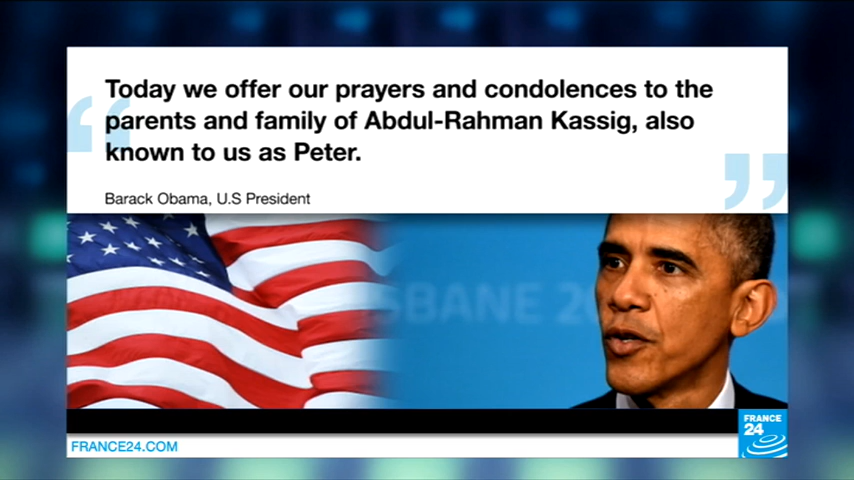 Today we offer our prayers and condolences to the
parents and family of Abdul-Rahman Kassig, also
known to us as Peter.
Barack Obama, U.S President
SBANE 20
FRANCE24.COM
FRANCE
24